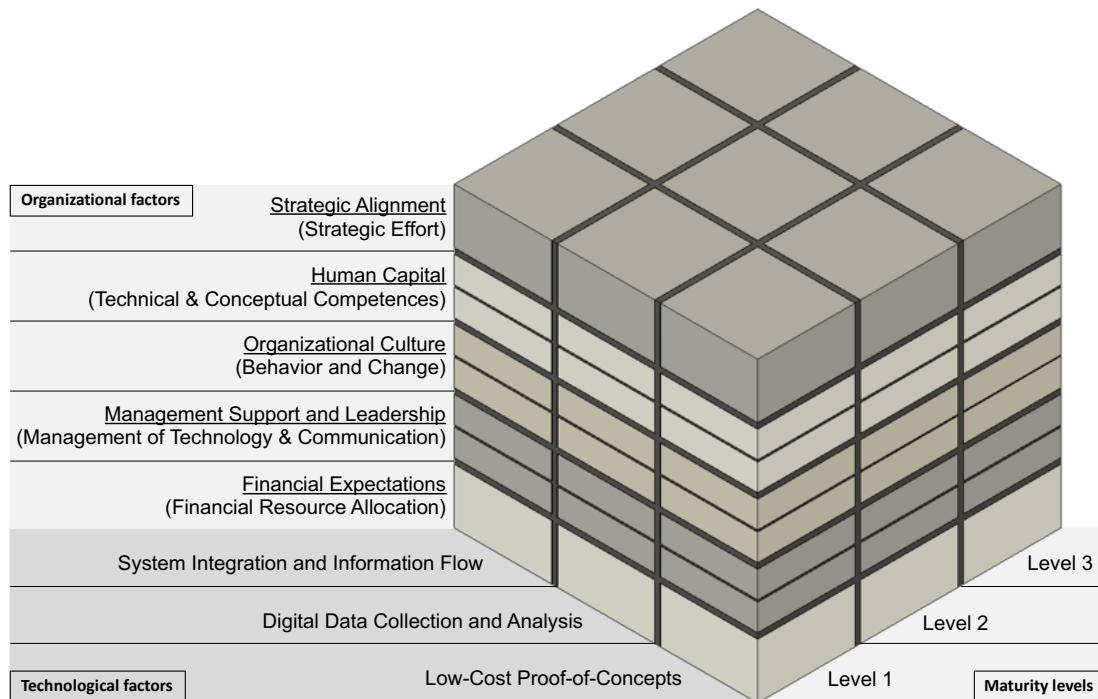 Organizational factors
Strategic Alignment
(Strategic Effort)
Human Capital
(Technical & Conceptual Competences)
Organizational Culture
(Behavior and Change)
Management Support and Leadership
(Management of Technology & Communication)
Financial Expectations
(Financial Resource Allocation)
System Integration and Information Flow
Level 3
Digital Data Collection and Analysis
Level 2
Low-Cost Proof-of-Concepts
Level 1
Technological factors
Maturity levels